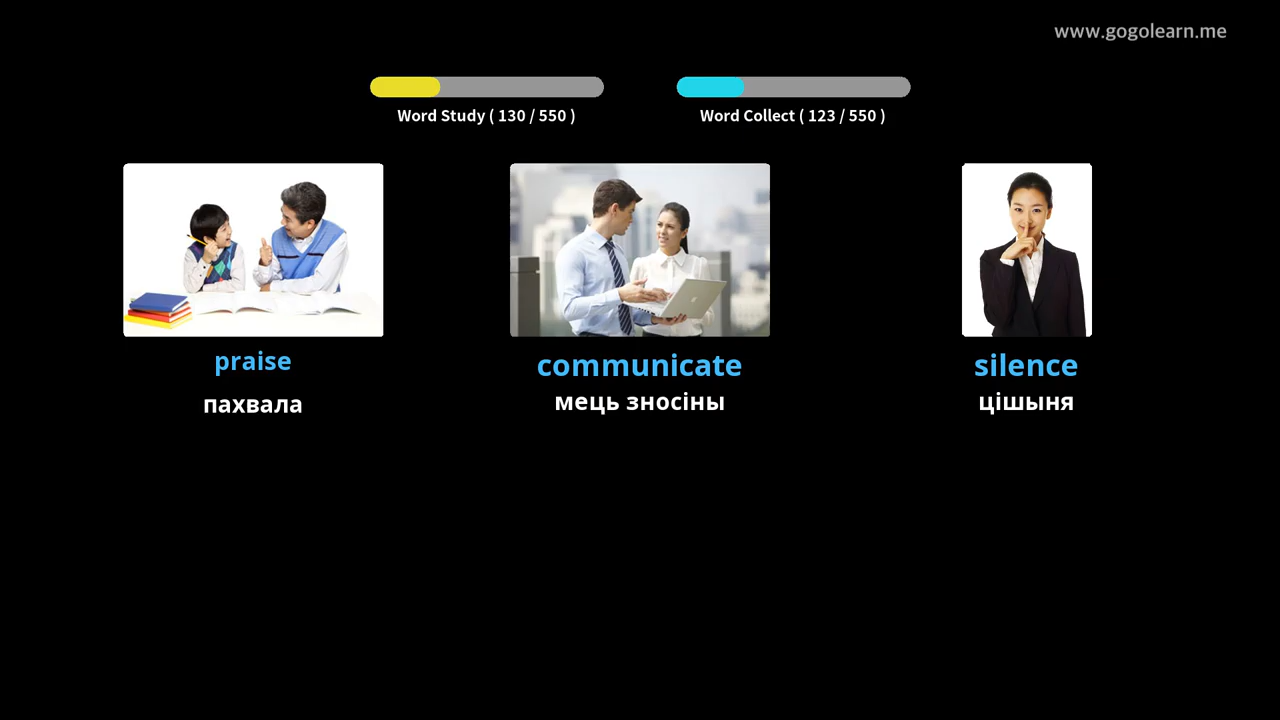 www.gogolearn.me
Word Study ( 130 / 550 )
Word Collect ( 123 / 550 )
praise
communicate
silence
пахвала
мець зносіны
цішыня